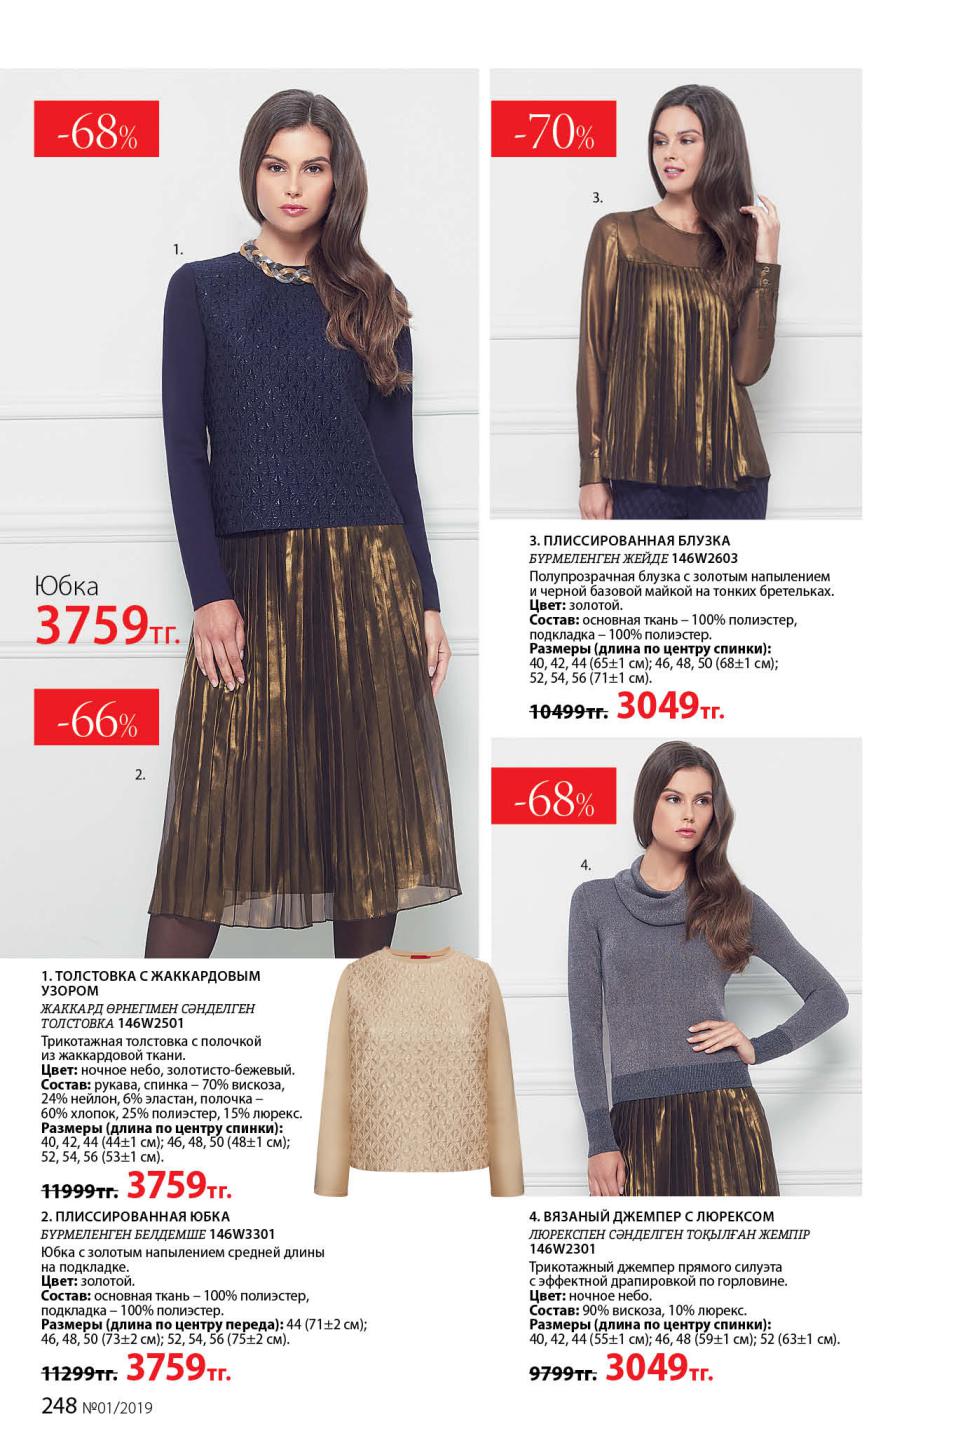 -68%
1.
Юбка
3759тг.
-66%
2.
-70%
3.
3. ПЛИССИРОВАННАЯ БЛУЗКА
БҮРМЕЛЕНГЕН ЖЕЙДЕ 146W2603
Полупрозрачная блузка с золотым напылением
и черной базовой майкой на тонких бретельках.
Цвет: золотой.
Состав: основная ткань – 100% полиэстер,
подкладка – 100% полиэстер.
Размеры (длина по центру спинки):
40, 42, 44 (65±1 см); 46, 48, 50 (68±1 см);
52, 54, 56 (71±1 см).
10499тг. 3049тг.
-68%
4.
1. ТОЛСТОВКА С ЖАККАРДОВЫМ
УЗОРОМ
ЖАККАРД ӨРНЕГІМЕН СӘНДЕЛГЕН
ТОЛСТОВКА 146W2501
Трикотажная толстовка с полочкой
из жаккардовой ткани.
Цвет: ночное небо, золотисто-бежевый.
Состав: рукава, спинка – 70% вискоза,
24% нейлон, 6% эластан, полочка –
60% хлопок, 25% полиэстер, 15% люрекс.
Размеры (длина по центру спинки):
40, 42, 44 (44±1 см); 46, 48, 50 (48±1 см);
52, 54, 56 (53±1 см).
11999тг. 3759тг.
2. ПЛИССИРОВАННАЯ ЮБКА
БҮРМЕЛЕНГЕН БЕЛДЕМШЕ 146W3301
Юбка с золотым напылением средней длины
на подкладке.
Цвет: золотой.
Состав: основная ткань – 100% полиэстер,
подкладка – 100% полиэстер.
Размеры (длина по центру переда): 44 (71±2 см);
46, 48, 50 (73±2 см); 52, 54, 56 (75±2 см).
11299тг. 3759тг.
4. ВЯЗАНЫЙ ДЖЕМПЕР С ЛЮРЕКСОМ
ЛЮРЕКСПЕН СӘНДЕЛГЕН ТОҚЫЛҒАН ЖЕМПІР
146W2301
Трикотажный джемпер прямого силуэта
с эффектной драпировкой по горловине.
Цвет: ночное небо.
Состав: 90% вискоза, 10% люрекс.
Размеры (длина по центру спинки):
40, 42, 44 (55±1 см); 46, 48 (59±1 см); 52 (63±1 см).
9799тг. 3049тг.
248 №01/2019